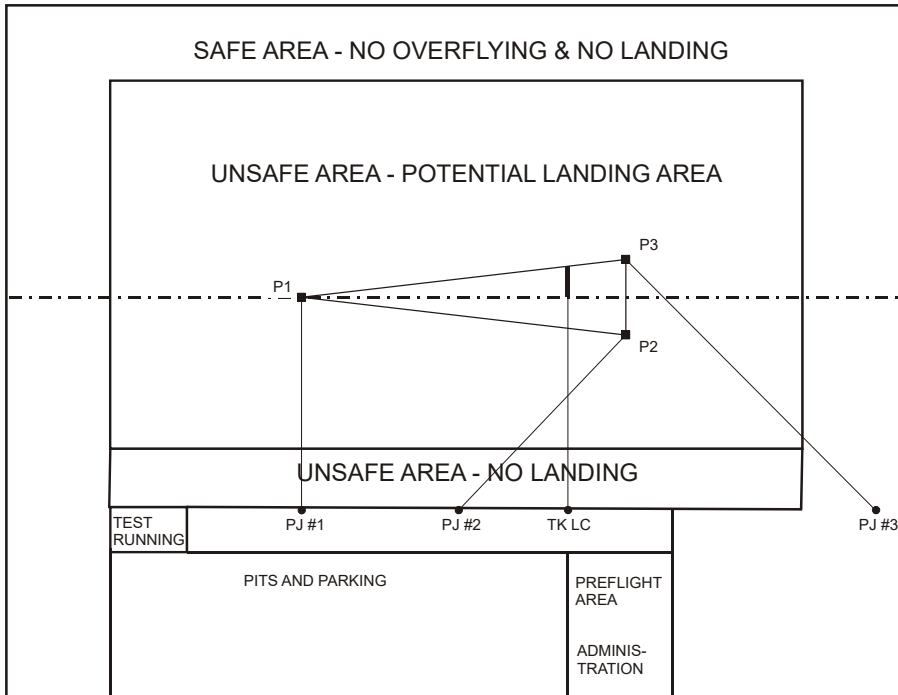 SAFE AREA - NO OVERFLYING & NO LANDING
UNSAFE AREA - POTENTIAL LANDING AREA
P3
P1
P2
UNSAFE AREA - NO LANDING
TEST
RUNNING
PJ #1
PJ #2
TK LC
PJ #3
PITS AND PARKING
PREFLIGHT
AREA
ADMINIS-
TRATION